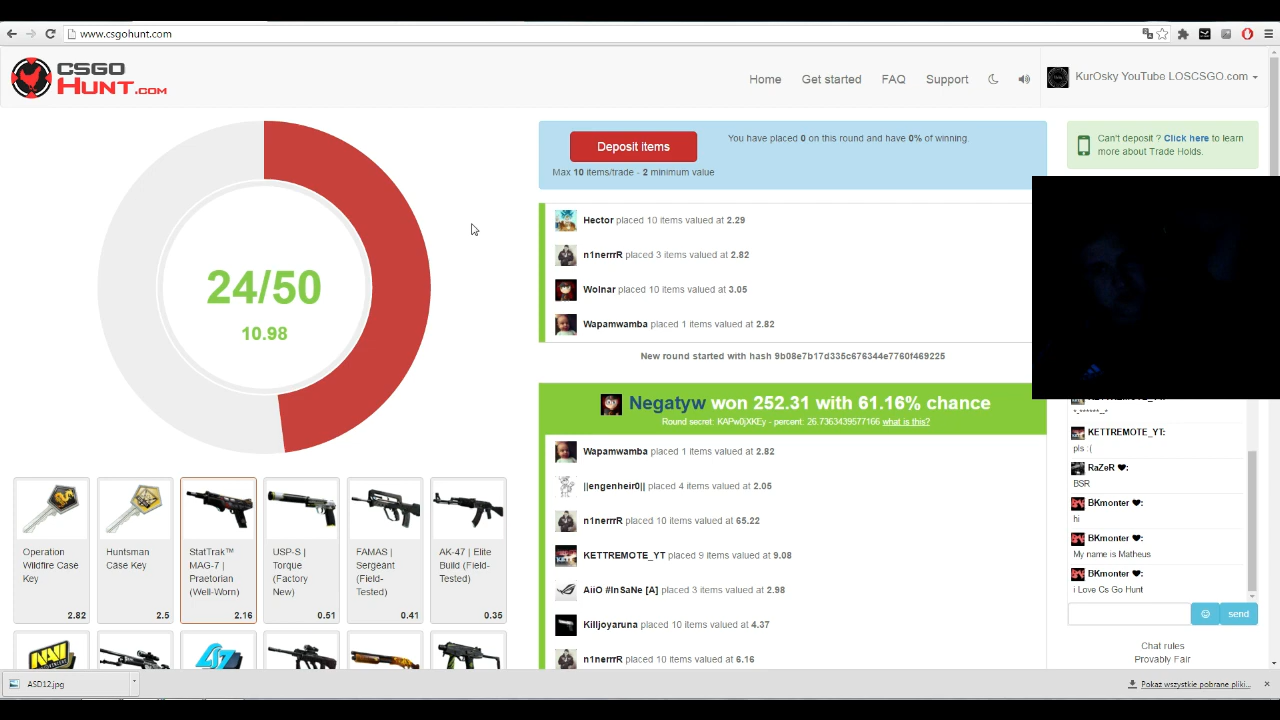 www.csgohunt.com
CSGO
HUNT.COM
Home
Get started
FAQ
Support
KurOsky YouTube LOSCSGO.com
24/50
10.98
Deposit items
You have placed 0 on this round and have 0% of winning.
Max 10 items/trade - 2 minimum value
Can't deposit ? Click here to learn
more about Trade Holds.
Hector placed 10 items valued at 2.29
n1nerrrR placed 3 items valued at 2.82
Wolnar placed 10 items valued at 3.05
Wapamwamba placed 1 items valued at 2.82
New round started with hash 9b08e7b17d335c676344e7760f469225
Negatyw won 252.31 with 61.16% chance
Round secret: KAPw0jXKEy - percent: 26.7363439577166 what is this?
Wapamwamba placed 1 items valued at 2.82
||engenheir0|| placed 4 items valued at 2.05
n1nerrrR placed 10 items valued at 65.22
KETTREMOTE_YT placed 9 items valued at 9.08
AiiO #InSaNe [A] placed 3 items valued at 2.98
Killjoyaruna placed 10 items valued at 4.37
n1nerrrR placed 10 items valued at 6.16
Operation
Wildfire Case
Key
2.82
Huntsman
Case Key
2.5
StatTrak™
MAG-7 |
Praetorian
(Well-Worn)
2.16
USP-S |
Torque
(Factory
New)
0.51
FAMAS |
Sergeant
(Field-
Tested)
0.41
AK-47 | Elite
Build (Field-
Tested)
0.35
NAVI
KETTREMOTE_YT:
pls :(
RaZeR ♥:
BSR
BKmonter ♥:
hi
BKmonter ♥:
My name is Matheus
BKmonter ♥:
i Love Cs Go Hunt
send
Chat rules
Provably Fair
ASD12.jpg
Pokaż wszystkie pobrane pliki...